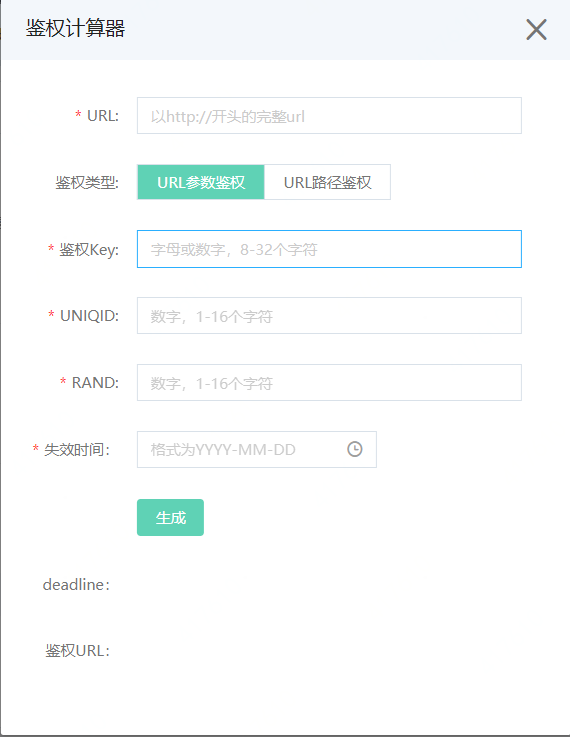 鉴权计算器
* URL: 以http://开头的完整url
鉴权类型: URL参数鉴权 URL路径鉴权
* 鉴权Key: 字母或数字，8-32个字符
* UNIQID: 数字，1-16个字符
* RAND: 数字，1-16个字符
* 失效时间： 格式为YYYY-MM-DD
生成
deadline：
鉴权URL：